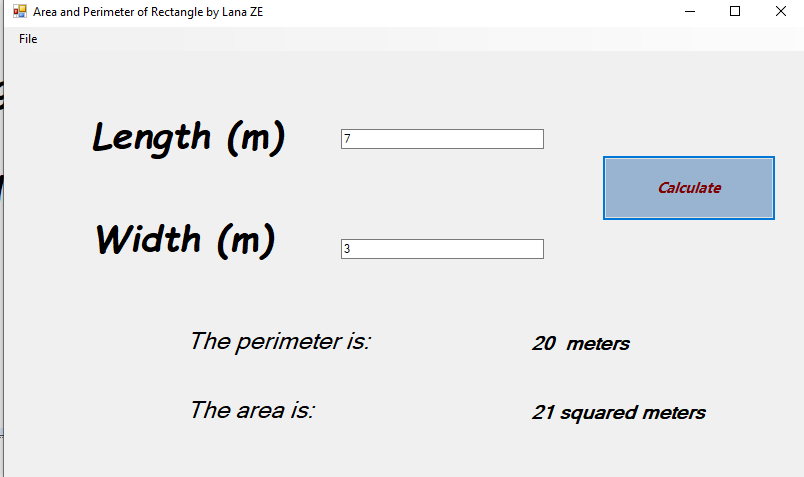 Area and Perimeter of Rectangle by Lana ZE
File
Length (m)
7
Calculate
Width (m)
3
The perimeter is:
20 meters
The area is:
21 squared meters